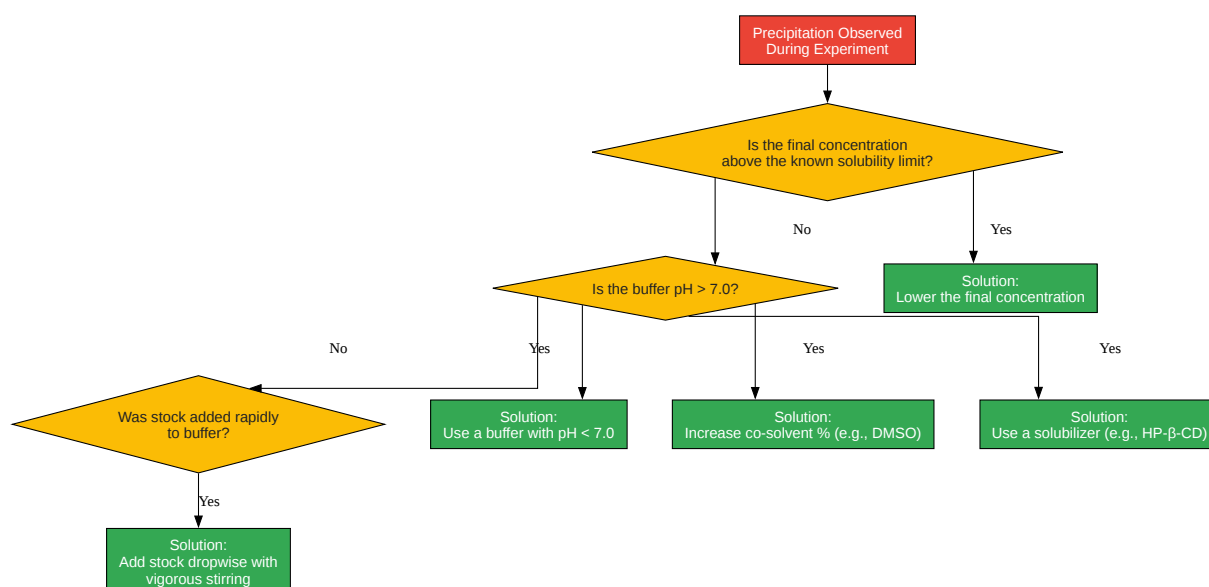 Precipitation Observed
During Experiment
Is the final concentration
above the known solubility limit?
No
Yes
Is the buffer pH > 7.0?
Solution:
Lower the final concentration
No
Yes
Yes
Yes
Was stock added rapidly
to buffer?
Solution:
Use a buffer with pH < 7.0
Solution:
Increase co-solvent % (e.g., DMSO)
Solution:
Use a solubilizer (e.g., HP-β-CD)
Yes
Solution:
Add stock dropwise with
vigorous stirring